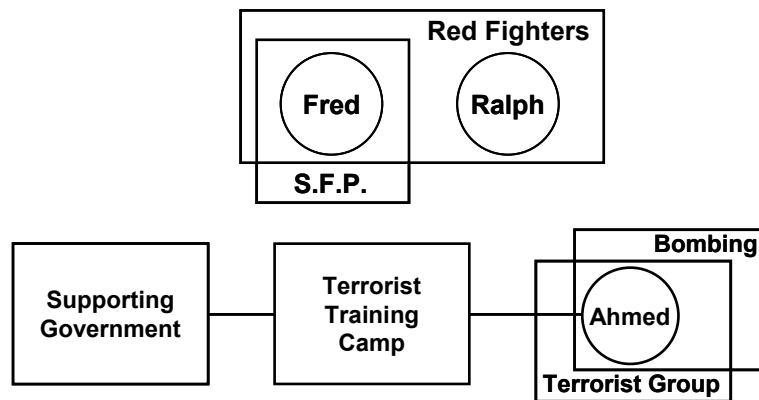 Red Fighters
Fred
Ralph
S.F.P.
Bombing
Supporting
Government
Terrorist
Training
Camp
Ahmed
Terrorist Group